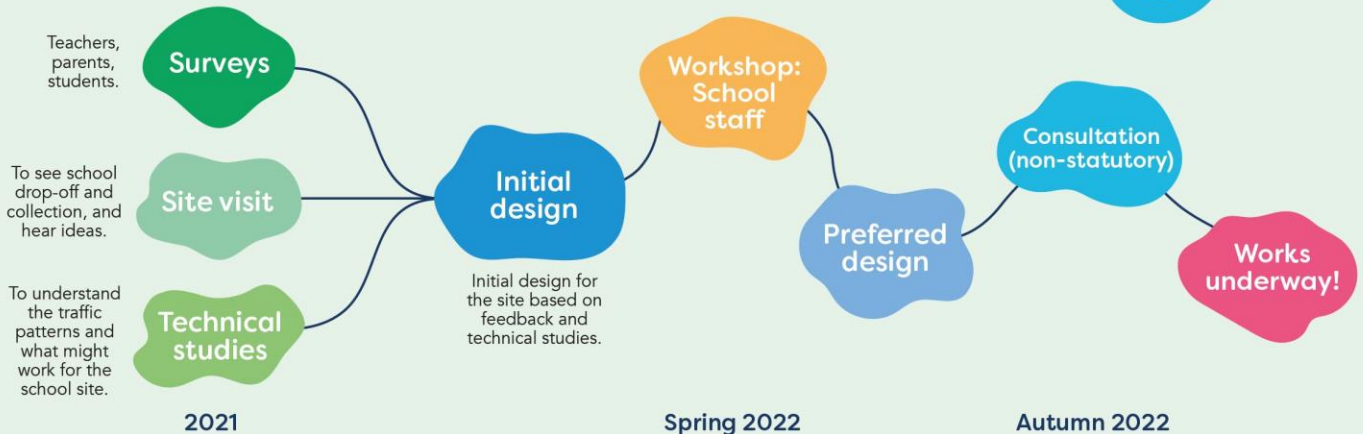 Teachers,
parents,
students.
Surveys
To see school
drop-off and
collection, and
hear ideas.
Site visit
To understand
the traffic
patterns and
what might
work for the
school site.
Technical
studies
Initial
design
Initial design for
the site based on
feedback and
technical studies.
Workshop:
School
staff
Preferred
design
Consultation
(non-statutory)
Works
underway!
2021
Spring 2022
Autumn 2022